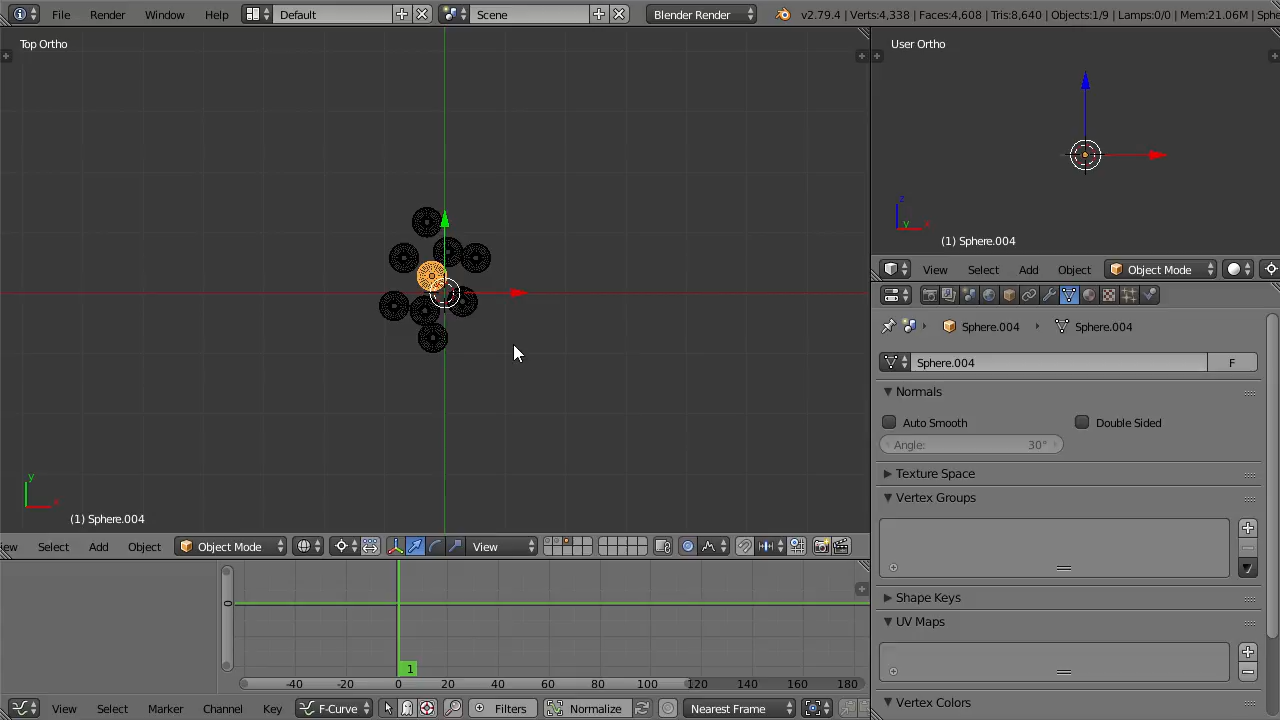 File Render Window Help Default Scene Blender Render v2.79.4 | Verts:4,338 | Faces:4,608 | Tris:8,640 | Objects:1/9 | Lamps:0/0 | Mem:21.06M | Sphe
Top Ortho
User Ortho
z
y x
(1) Sphere.004
View Select Add Object Object Mode
Sphere.004 Sphere.004
Sphere.004 F
Normals
Auto Smooth Double Sided
Angle: 30°
Texture Space
Vertex Groups
Shape Keys
UV Maps
Vertex Colors
y
x
(1) Sphere.004
iew Select Add Object Object Mode View
0
1
-40 -20 0 20 40 60 80 100 120 140 160 180
View Select Marker Channel Key F-Curve Filters Normalize Nearest Frame